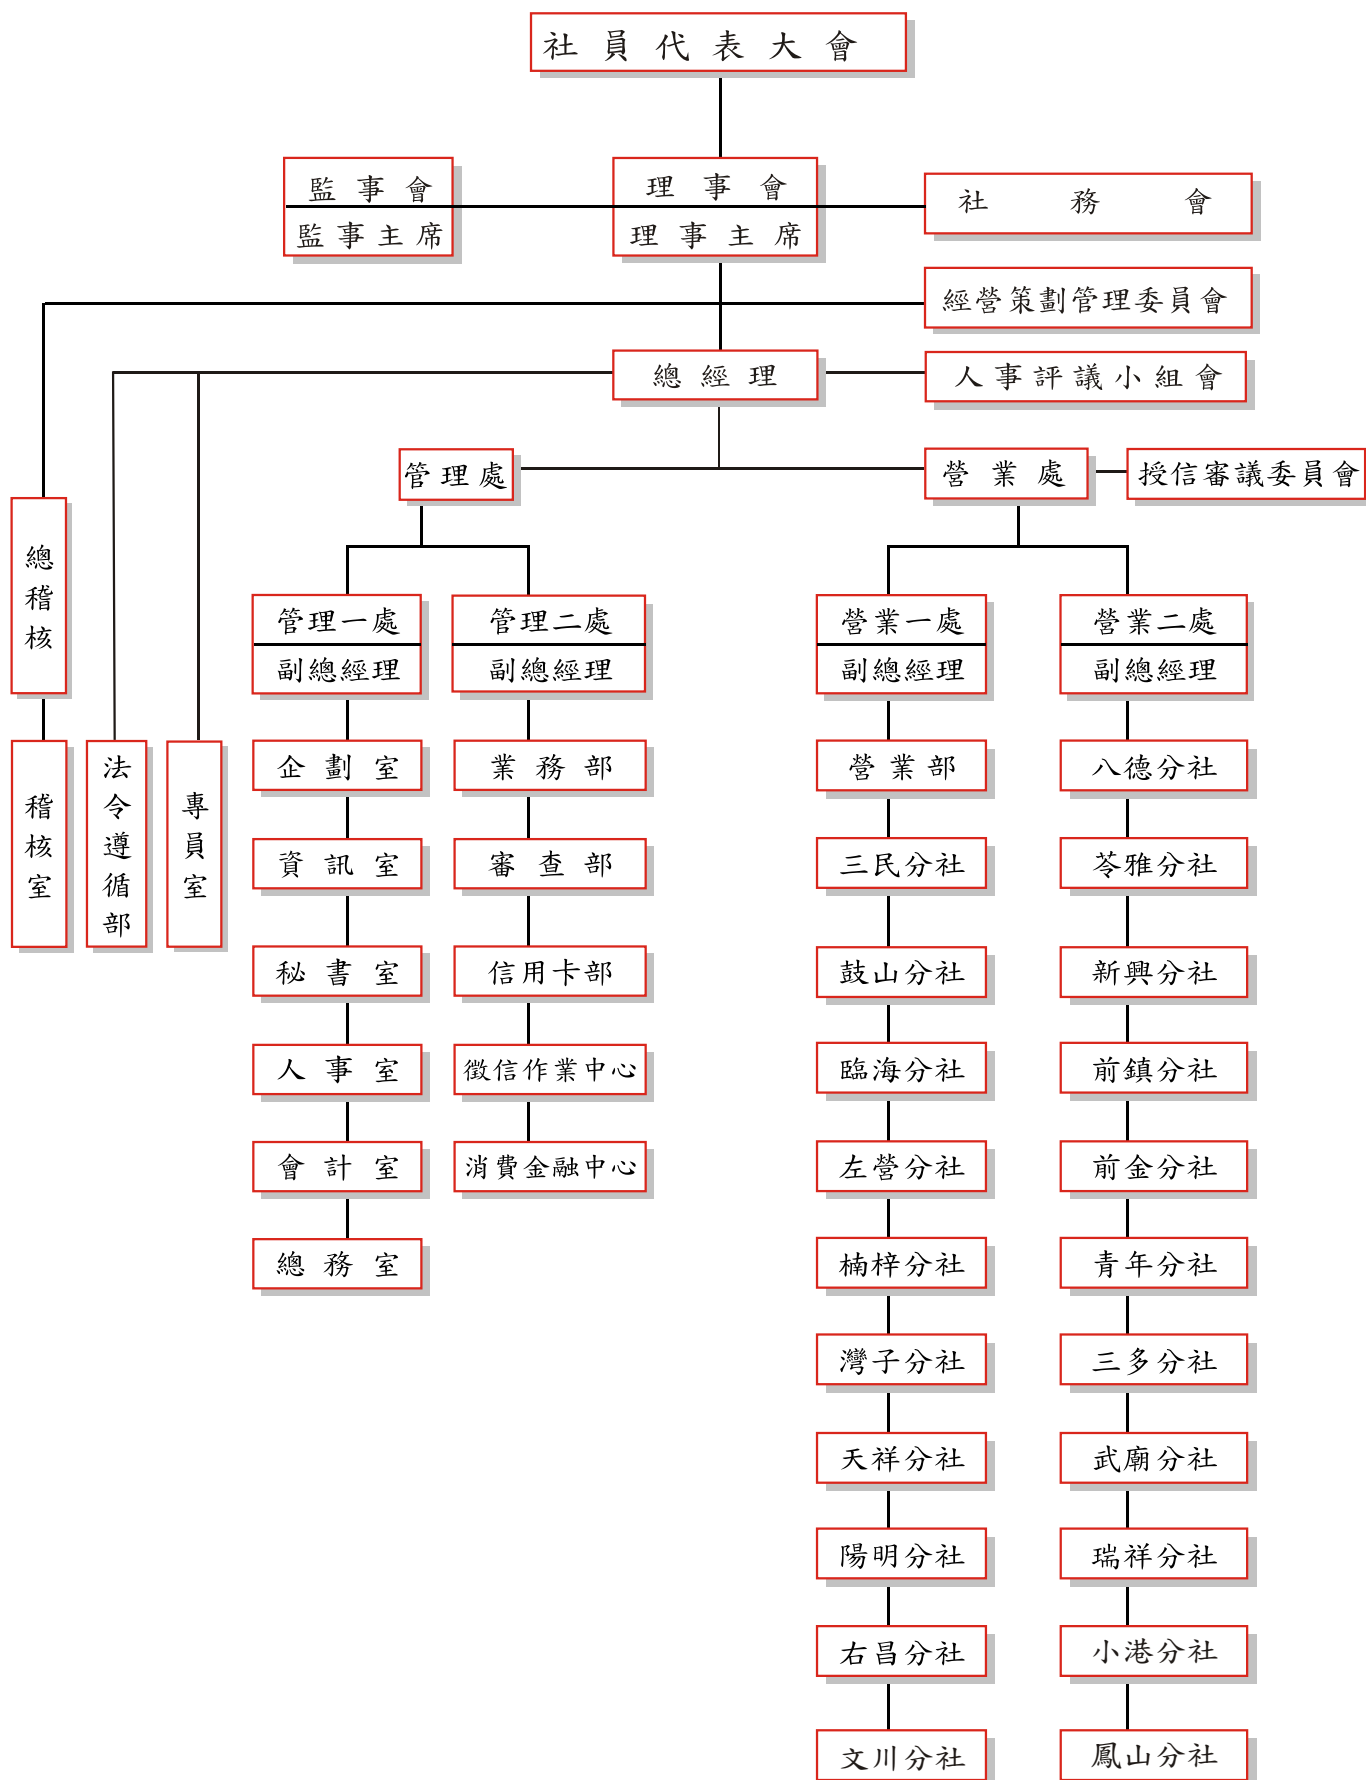 社員代表大會
監事會
監事主席
理事會
理事主席
社務會
經營策劃管理委員會
總經理
人事評議小組會
管理處
營業處
授信審議委員會
總稽核
稽核室
法令遵循部
專員室
管理一處
副總經理
企劃室
資訊室
秘書室
人事室
會計室
總務室
管理二處
副總經理
業務部
審查部
信用卡部
徵信作業中心
消費金融中心
營業一處
副總經理
營業部
三民分社
鼓山分社
臨海分社
左營分社
楠梓分社
灣子分社
天祥分社
陽明分社
右昌分社
文川分社
營業二處
副總經理
八德分社
苓雅分社
新興分社
前鎮分社
前金分社
青年分社
三多分社
武廟分社
瑞祥分社
小港分社
鳳山分社